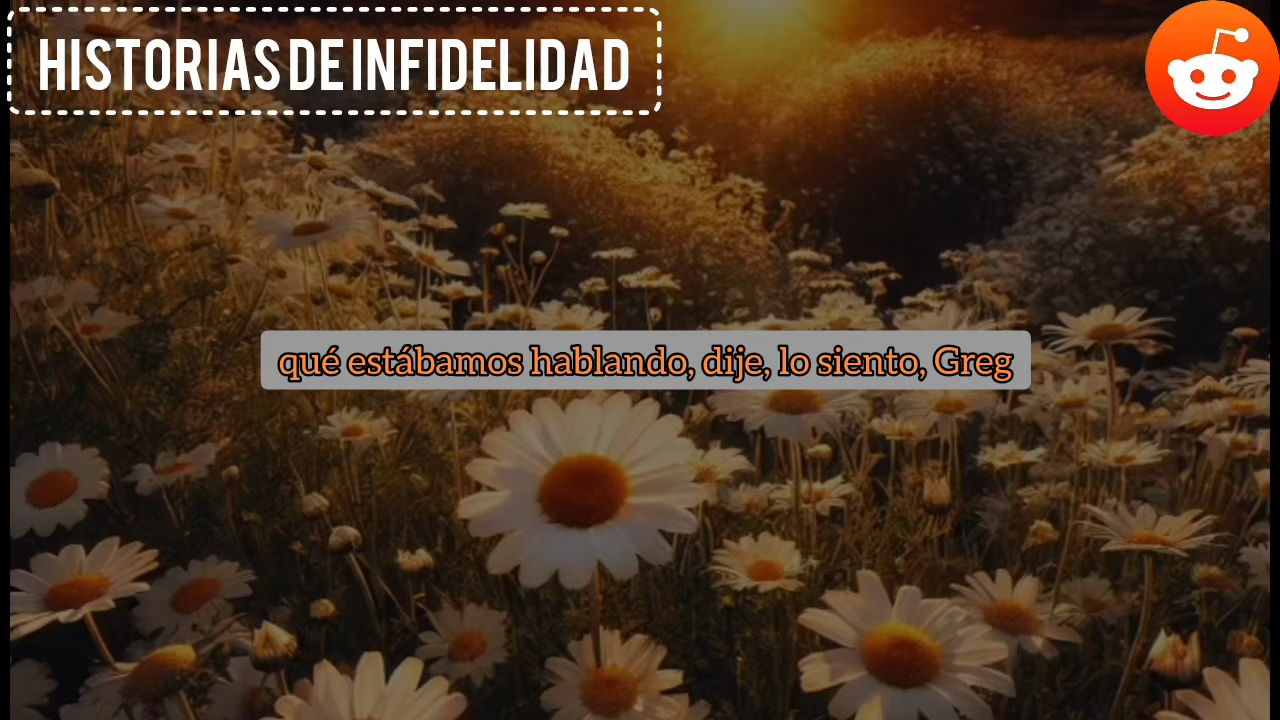 HISTORIAS DE INFIDELIDAD
qué estábamos hablando, dije, lo siento, Greg